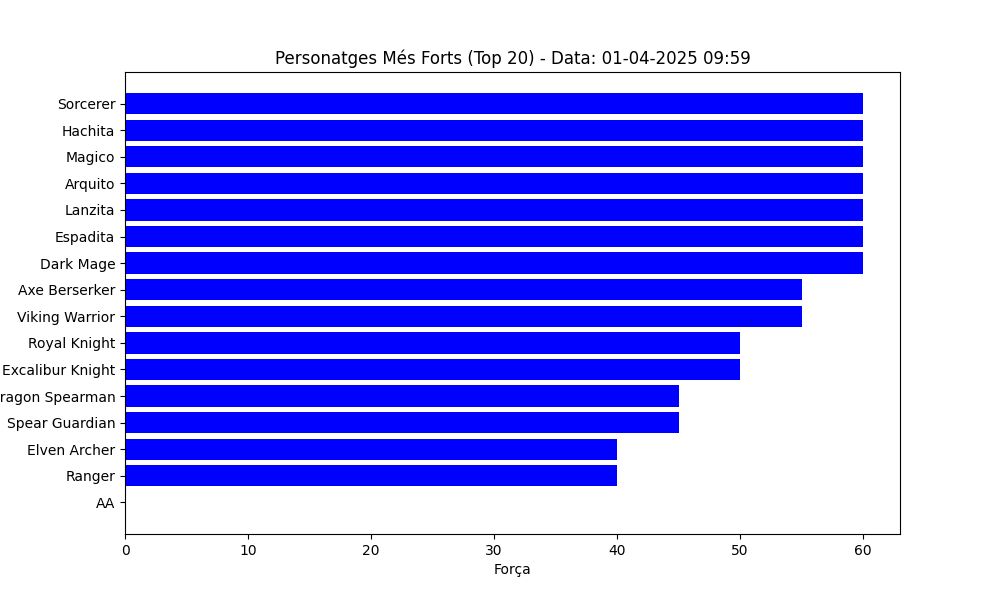 Personatges Més Forts (Top 20) - Data: 01-04-2025 09:59
Sorcerer
Hachita
Magico
Arquito
Lanzita
Espadita
Dark Mage
Axe Berserker
Viking Warrior
Royal Knight
Excalibur Knight
ragon Spearman
Spear Guardian
Elven Archer
Ranger
AA
0 10 20 30 40 50 60
Força